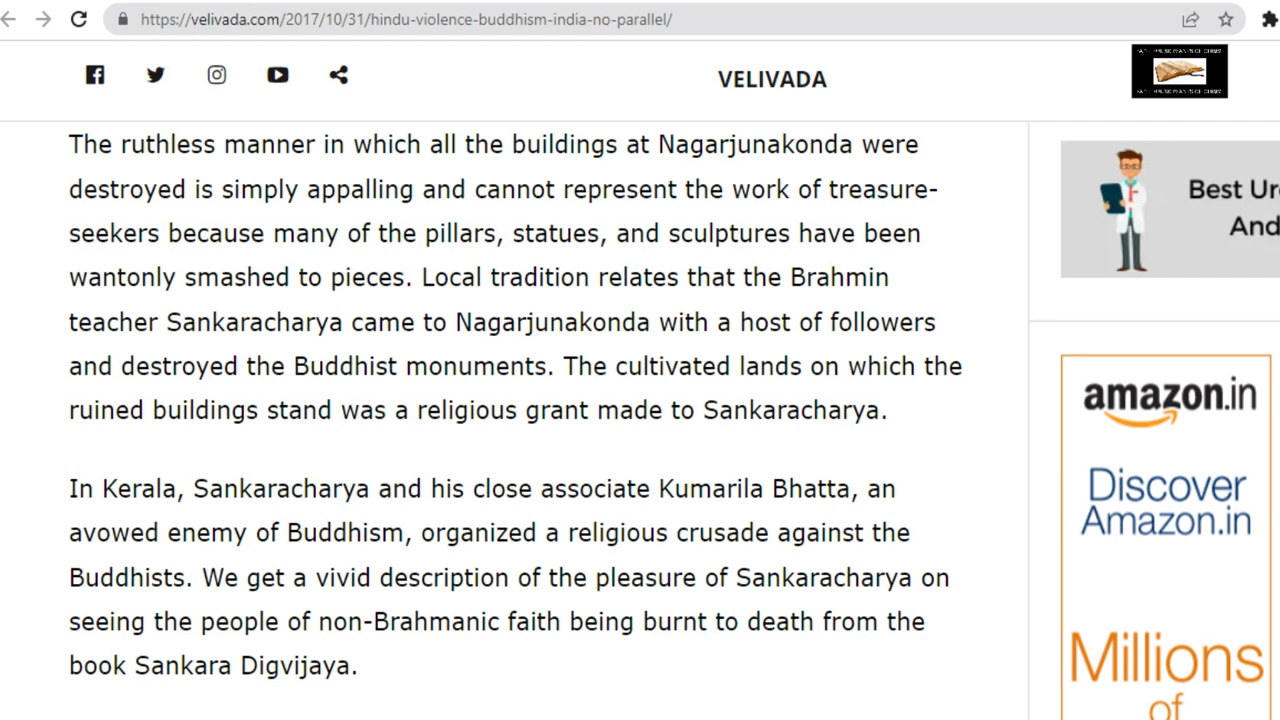 https://velivada.com/2017/10/31/hindu-violence-buddhism-india-no-parallel/
VELIVADA
The ruthless manner in which all the buildings at Nagarjunakonda were
destroyed is simply appalling and cannot represent the work of treasure-
seekers because many of the pillars, statues, and sculptures have been
wantonly smashed to pieces. Local tradition relates that the Brahmin
teacher Sankaracharya came to Nagarjunakonda with a host of followers
and destroyed the Buddhist monuments. The cultivated lands on which the
ruined buildings stand was a religious grant made to Sankaracharya.
In Kerala, Sankaracharya and his close associate Kumarila Bhatta, an
avowed enemy of Buddhism, organized a religious crusade against the
Buddhists. We get a vivid description of the pleasure of Sankaracharya on
seeing the people of non-Brahmanic faith being burnt to death from the
book Sankara Digvijaya.
Best Ur
And
amazon.in
Discover
Amazon.in
Millions
of